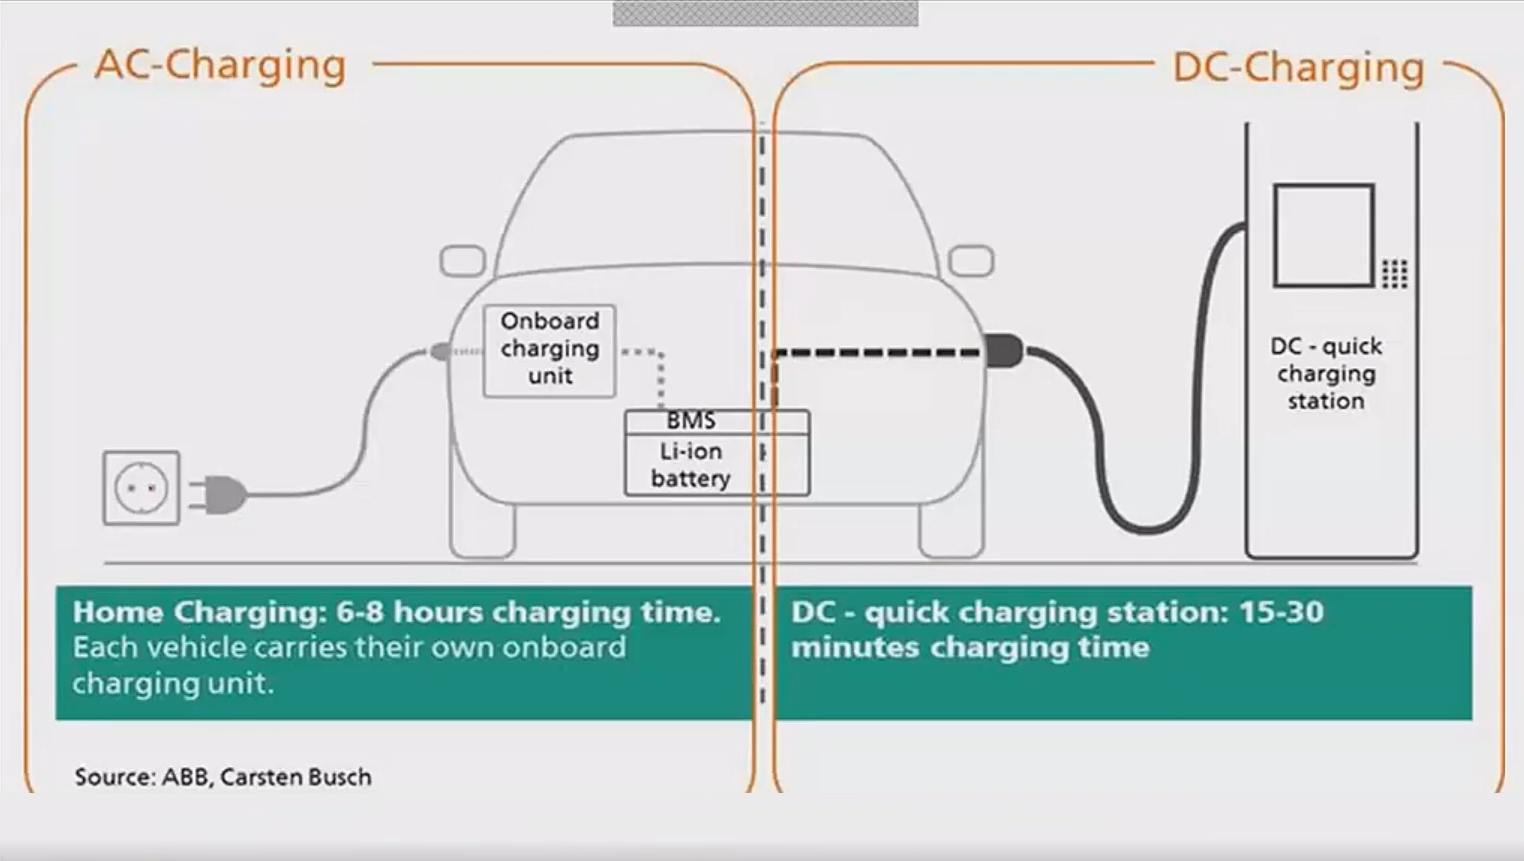 AC-Charging
DC-Charging
Onboard
charging
unit
BMS
Li-ion
battery
DC - quick
charging
station
Home Charging: 6-8 hours charging time.
Each vehicle carries their own onboard
charging unit.
DC - quick charging station: 15-30
minutes charging time
Source: ABB, Carsten Busch